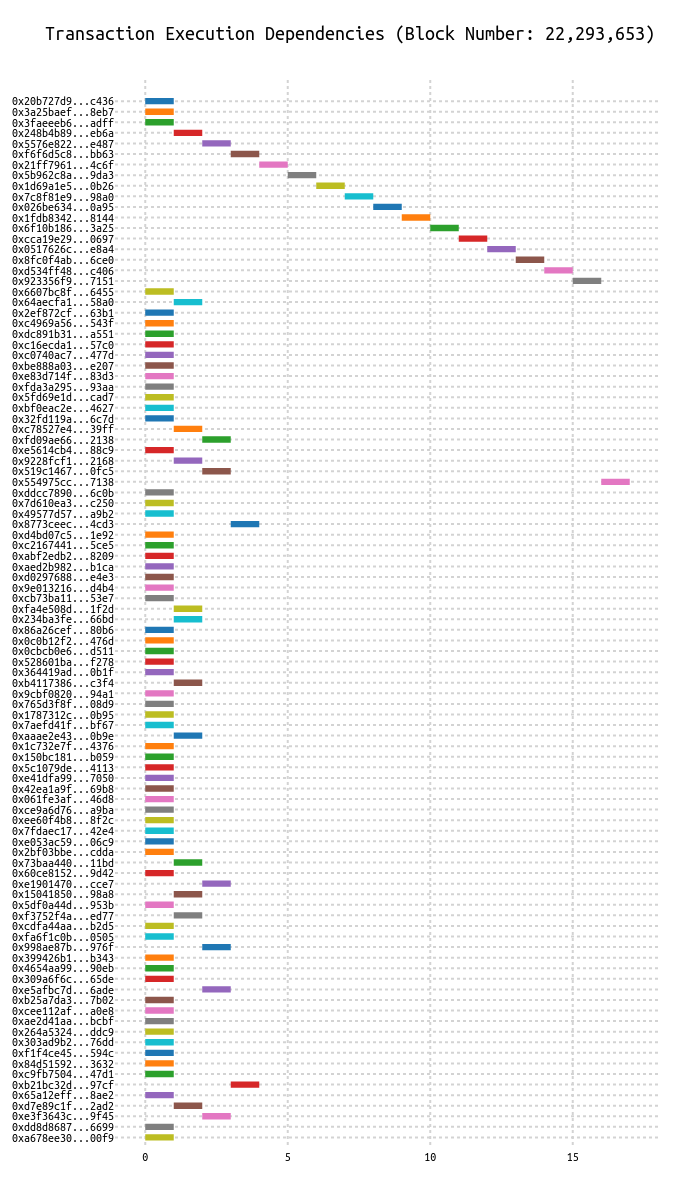 Transaction Execution Dependencies (Block Number: 22,293,653)
0x20b727d9...c436
0x3a25baef...8eb7
0x3faeeeb6...adff
0x248b4b89...eb6a
0x5576e822...e487
0xf6f6d5c8...bb63
0x21ff7961...4c6f
0x5b962c8a...9da3
0x1d69a1e5...0b26
0x7c8f81e9...98a0
0x026be634...0a95
0x1fdb8342...8144
0x6f10b186...3a25
0xcca19e29...0697
0x0517626c...e8a4
0x8fc0f4ab...6ce0
0xd534ff48...c406
0x923356f9...7151
0x6607bc8f...6455
0x64aecfa1...58a0
0x2ef872cf...63b1
0xc4969a56...543f
0xdc891b31...a551
0xc16ecda1...57c0
0xc0740ac7...477d
0xbe888a03...e207
0xe83d714f...83d3
0xfda3a295...93aa
0x5fd69e1d...cad7
0xbf0eac2e...4627
0x32fd119a...6c7d
0xc78527e4...39ff
0xfd09ae66...2138
0xe5614cb4...88c9
0x9228fcf1...2168
0x519c1467...0fc5
0x554975cc...7138
0xddcc7890...6c0b
0x7d610ea3...c250
0x49577d57...a9b2
0x8773ceec...4cd3
0xd4bd07c5...1e92
0xc2167441...5ce5
0xabf2edb2...8209
0xaed2b982...b1ca
0xd0297688...e4e3
0x9e013216...d4b4
0xcb73ba11...53e7
0xfa4e508d...1f2d
0x234ba3fe...66bd
0x86a26cef...80b6
0x0c0b12f2...476d
0x0cbcb0e6...d511
0x528601ba...f278
0x364419ad...0b1f
0xb4117386...c3f4
0x9cbf0820...94a1
0x765d3f8f...08d9
0x1787312c...0b95
0x7aefd41f...bf67
0xaaae2e43...0b9e
0x1c732e7f...4376
0x150bc181...b059
0x5c1079de...4113
0xe41dfa99...7050
0x42ea1a9f...69b8
0x061fe3af...46d8
0xce9a6d76...a9ba
0xee60f4b8...8f2c
0x7fdaec17...42e4
0xe053ac59...06c9
0x2bf03bbe...cdda
0x73baa440...11bd
0x60ce8152...9d42
0xe1901470...cce7
0x15041850...98a8
0x5df0a44d...953b
0xf3752f4a...ed77
0xcdfa44aa...b2d5
0xfa6f1c0b...0505
0x998ae87b...976f
0x399426b1...b343
0x4654aa99...90eb
0x309a6f6c...65de
0xe5afbc7d...6ade
0xb25a7da3...7b02
0xcee112af...a0e8
0xae2d41aa...bcbf
0x264a5324...ddc9
0x303ad9b2...76dd
0xf1f4ce45...594c
0x84d51592...3632
0xc9fb7504...47d1
0xb21bc32d...97cf
0x65a12eff...8ae2
0xd7e89c1f...2ad2
0xe3f3643c...9f45
0xdd8d8687...6699
0xa678ee30...00f9
0 5 10 15